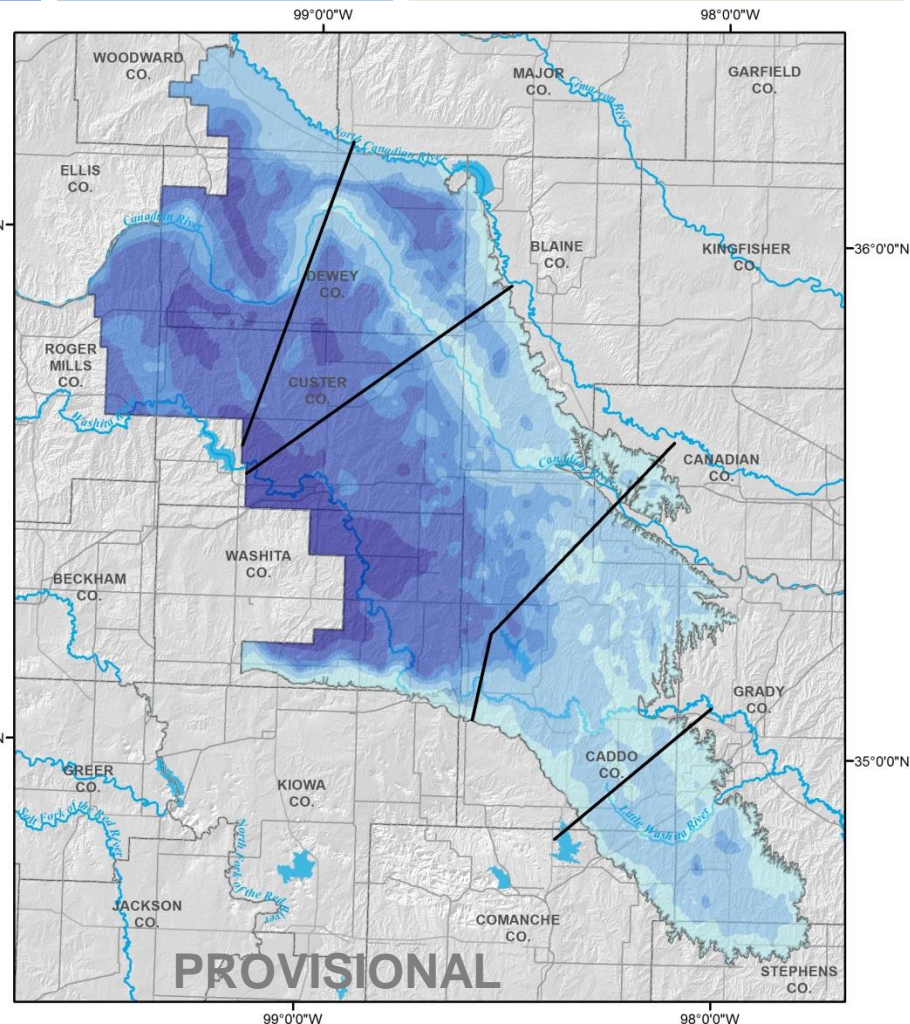 99°0'0"W
98°0'0"W
WOODWARD
CO.
MAJOR
CO.
GARFIELD
CO.
Cimarron River
North Canadian River
ELLIS
CO.
Canadian River
BLAINE
CO.
KINGFISHER
CO.
36°0'0"N
N
DEWEY
CO.
ROGER
MILLS
CO.
CUSTER
CO.
Washita
CANADIAN
CO.
Canadian River
WASHITA
CO.
BECKHAM
CO.
GRADY
CO.
N
35°0'0"N
CADDO
CO.
GREER
CO.
KIOWA
CO.
Salt Fork of the Red River
Little Washita River
North Fork of the Red River
JACKSON
CO.
COMANCHE
CO.
PROVISIONAL
STEPHENS
CO.
99°0'0"W
98°0'0"W